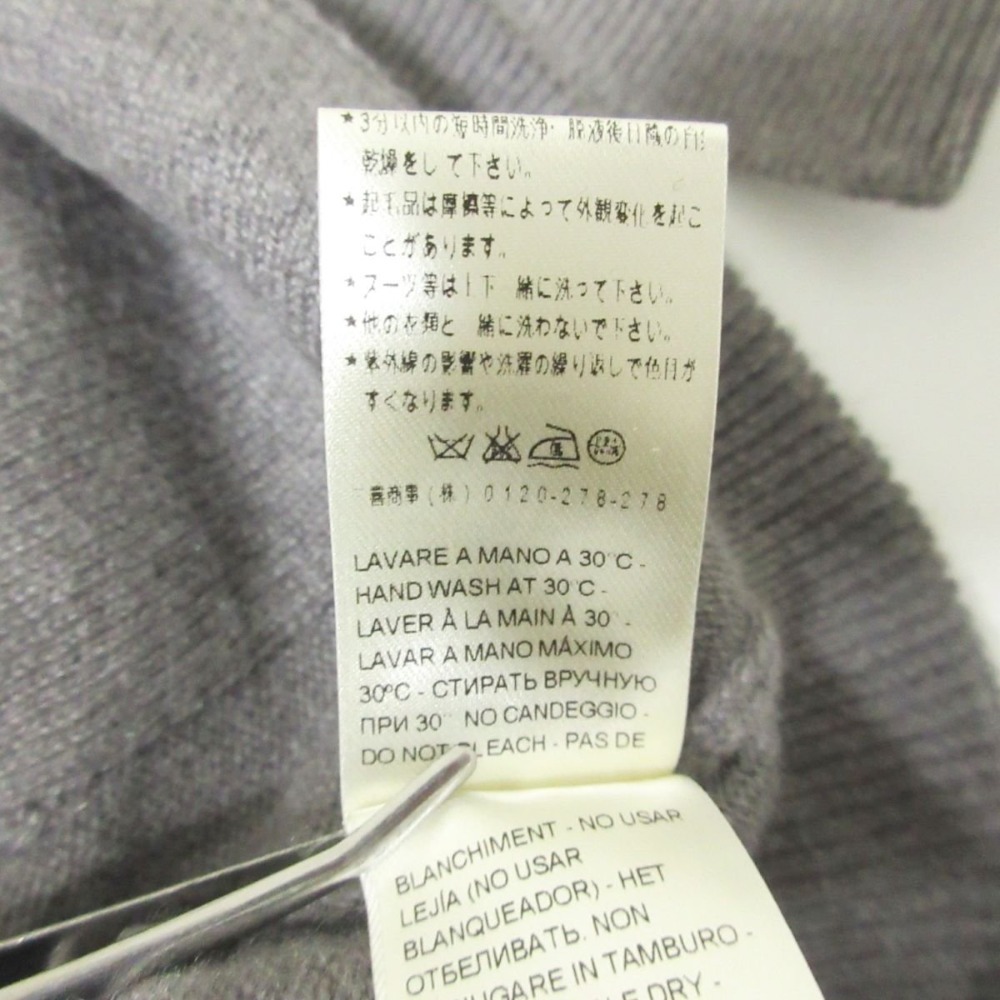 ★3分以内の短時間洗浄・脱液後日陰の自然
乾燥をして下さい。
★起毛品は摩擦等によって外観変化を起こ
ことがあります。
★スーツ等は上下 緒に洗って下さい。
★他の衣類と 緒に洗わないで下さい。
★紫外線の影響や洗濯の繰り返しで色目が
すくなります。
商事(株)0120-278-278
LAVARE A MANO A 30°C -
HAND WASH AT 30°C -
LAVER À LA MAIN À 30° -
LAVAR A MANO MÁXIMO
30ºC - СТИРАТЬ ВРУЧНУЮ
ПРИ 30° NO CANDEGGIO -
DO NOT BLEACH - PAS DE
BLANCHIMENT - NO USAR
LEJÍA (NO USAR
BLANQUEADOR) - НЕТ
ОТБЕЛИВАТЬ. NON
IN TAMBURO -
DRY -